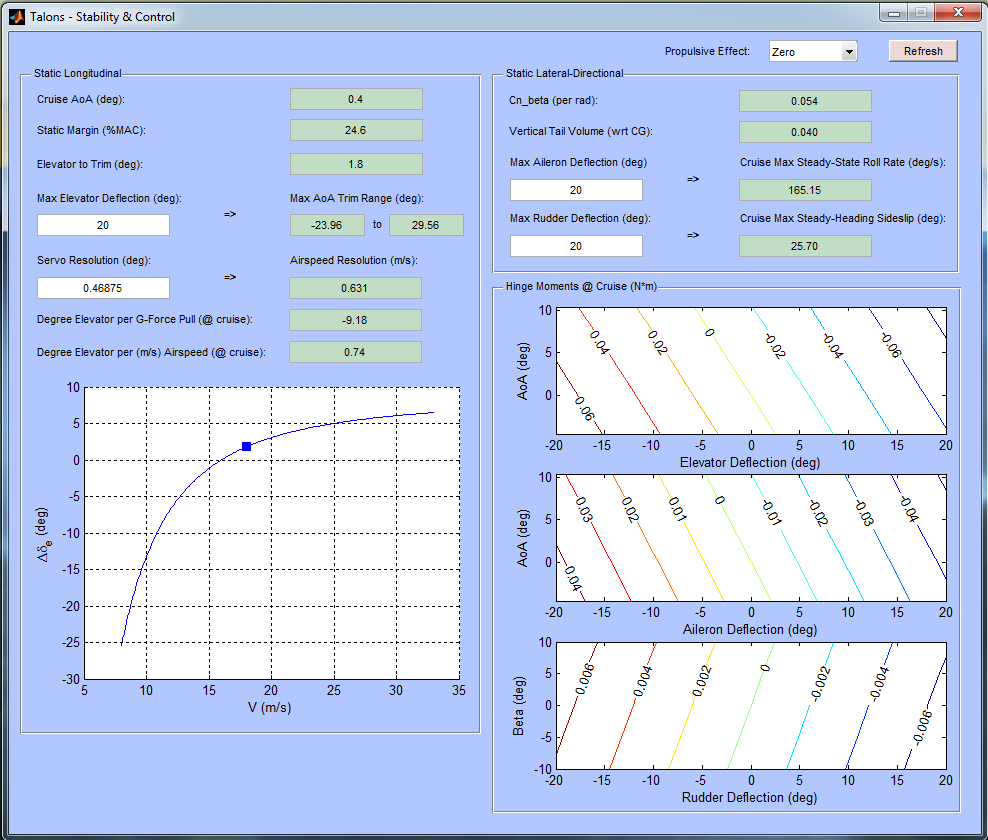 Talons - Stability & Control
Propulsive Effect: Zero Refresh
Static Longitudinal
Cruise AoA (deg): 0.4
Static Margin (%MAC): 24.6
Elevator to Trim (deg): 1.8
Max Elevator Deflection (deg): => Max AoA Trim Range (deg):
20 -23.96 to 29.56
Servo Resolution (deg): => Airspeed Resolution (m/s):
0.46875 0.631
Degree Elevator per G-Force Pull (@ cruise): -9.18
Degree Elevator per (m/s) Airspeed (@ cruise): 0.74
10
5
0
-5
-10
-15
-20
-25
-30
Δδe (deg)
5 10 15 20 25 30 35
V (m/s)
Static Lateral-Directional
Cn_beta (per rad): 0.054
Vertical Tail Volume (wrt CG): 0.040
Max Aileron Deflection (deg) => Cruise Max Steady-State Roll Rate (deg/s):
20 165.15
Max Rudder Deflection (deg): => Cruise Max Steady-Heading Sideslip (deg):
20 25.70
Hinge Moments @ Cruise (N*m)
10
5
0
AoA (deg)
0.06 0.04 0.02 0 -0.02 -0.04 -0.06
-20 -15 -10 -5 0 5 10 15 20
Elevator Deflection (deg)
10
5
0
AoA (deg)
0.04 0.03 0.02 0.01 0 -0.01 -0.02 -0.03 -0.04
-20 -15 -10 -5 0 5 10 15 20
Aileron Deflection (deg)
10
5
0
-5
-10
Beta (deg)
0.006 0.004 0.002 0 -0.002 -0.004 -0.006
-20 -15 -10 -5 0 5 10 15 20
Rudder Deflection (deg)